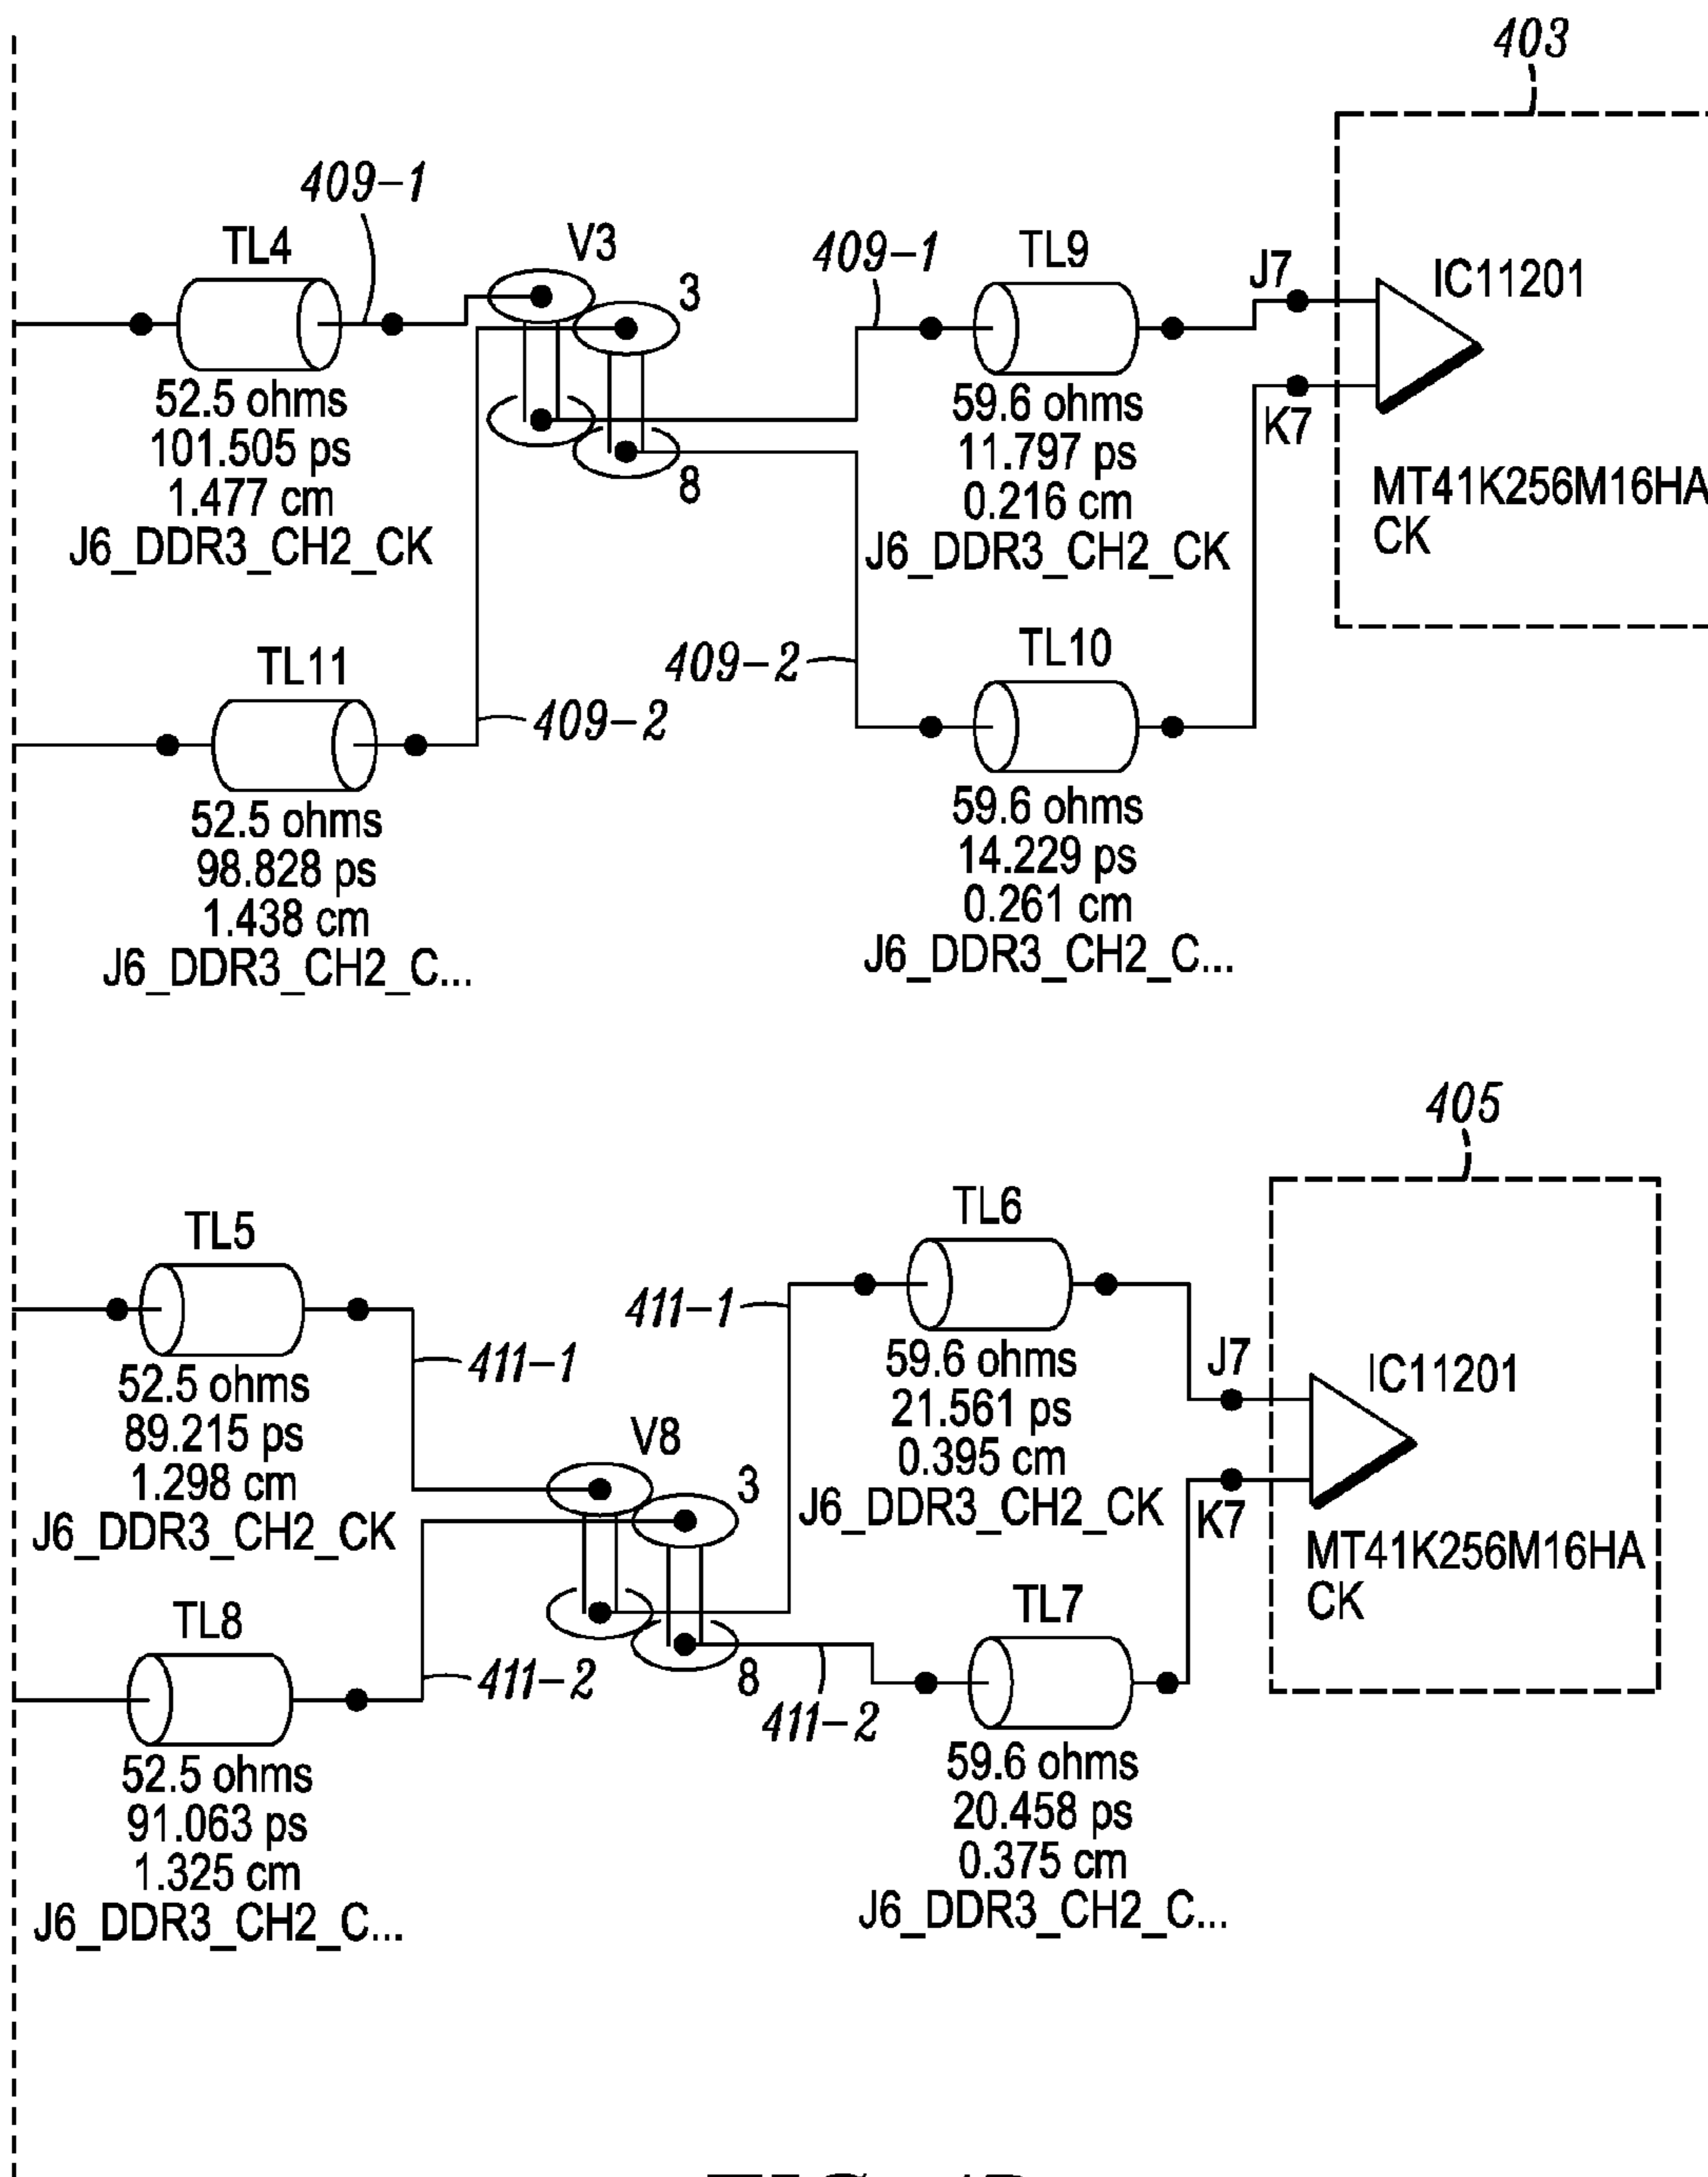 403
409-1
TL4
V3
3
409-1
TL9
J7
IC11201
52.5 ohms
101.505 ps
1.477 cm
J6_DDR3_CH2_CK
8
59.6 ohms
11.797 ps
0.216 cm
J6_DDR3_CH2_CK
K7
MT41K256M16HA
CK
TL11
409-2
409-2
TL10
52.5 ohms
98.828 ps
1.438 cm
J6_DDR3_CH2_C...
59.6 ohms
14.229 ps
0.261 cm
J6_DDR3_CH2_C...
405
TL5
411-1
411-1
TL6
J7
IC11201
52.5 ohms
89.215 ps
1.298 cm
J6_DDR3_CH2_CK
V8
3
59.6 ohms
21.561 ps
0.395 cm
J6_DDR3_CH2_CK
K7
MT41K256M16HA
CK
TL8
411-2
8
411-2
TL7
52.5 ohms
91.063 ps
1.325 cm
J6_DDR3_CH2_C...
59.6 ohms
20.458 ps
0.375 cm
J6_DDR3_CH2_C...